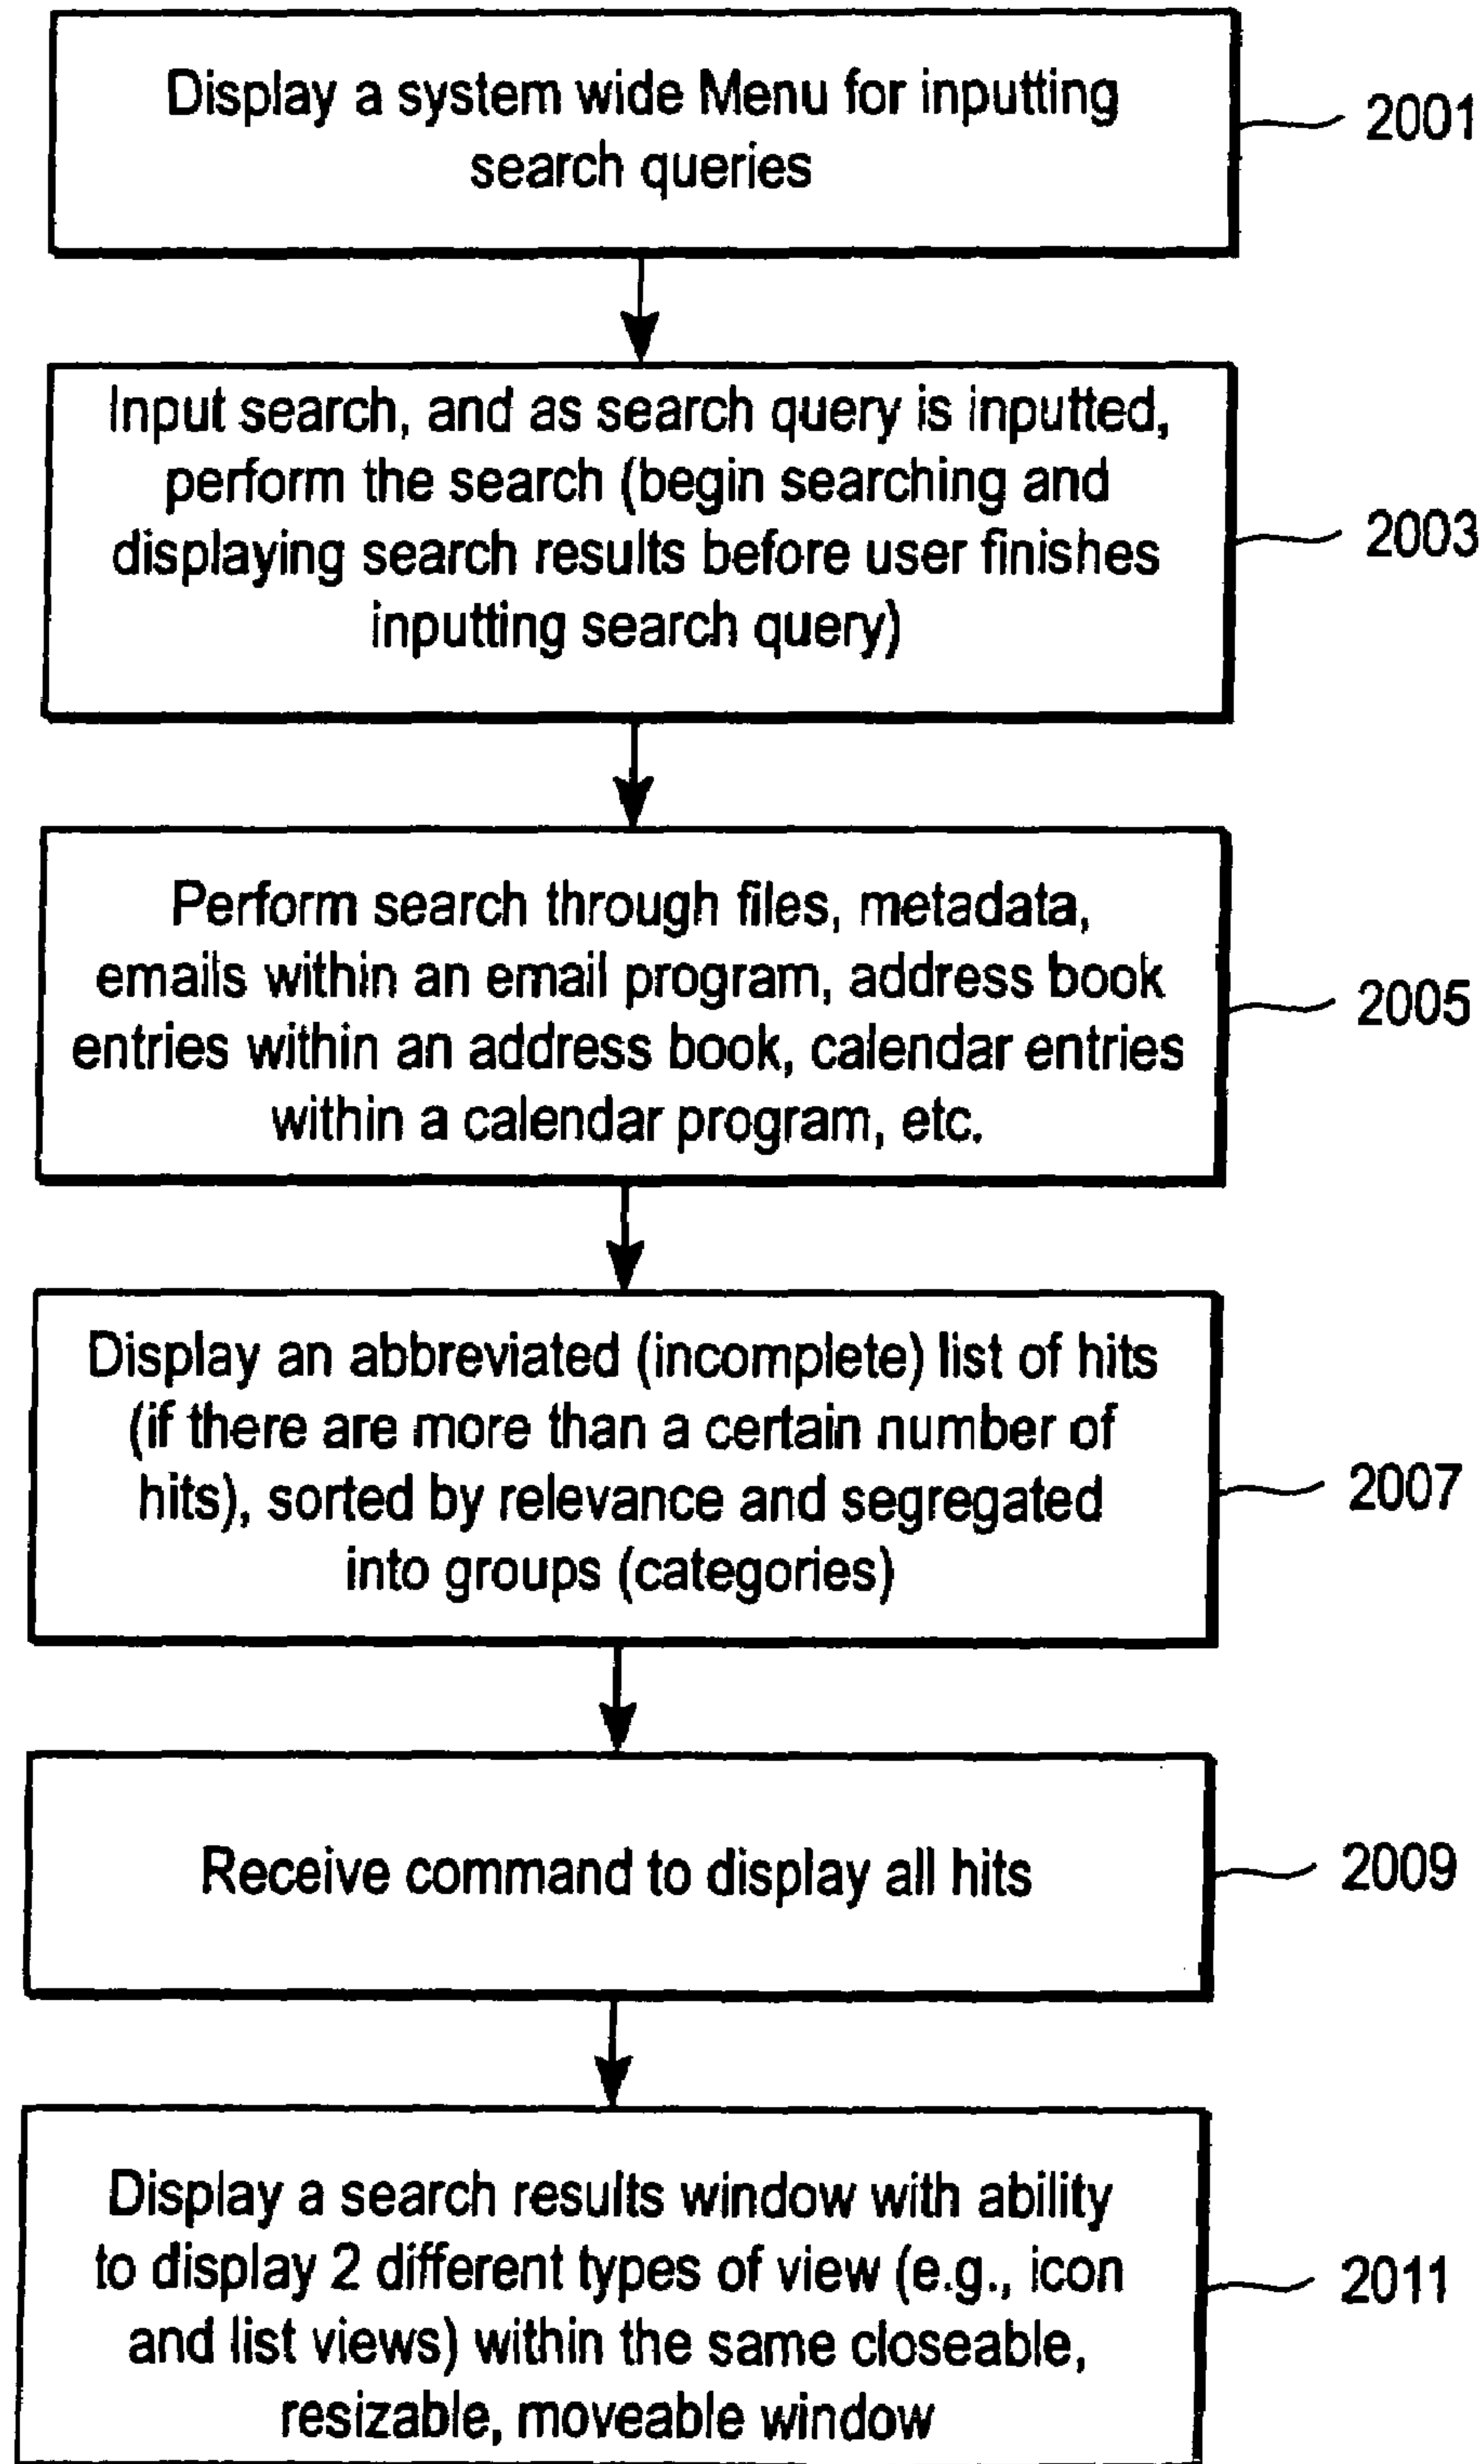 Display a system wide Menu for inputting
search queries
2001
Input search, and as search query is inputted,
perform the search (begin searching and
displaying search results before user finishes
inputting search query)
2003
Perform search through files, metadata,
emails within an email program, address book
entries within an address book, calendar entries
within a calendar program, etc.
2005
Display an abbreviated (incomplete) list of hits
(if there are more than a certain number of
hits), sorted by relevance and segregated
into groups (categories)
2007
Receive command to display all hits
2009
Display a search results window with ability
to display 2 different types of view (e.g., icon
and list views) within the same closeable,
resizable, moveable window
2011